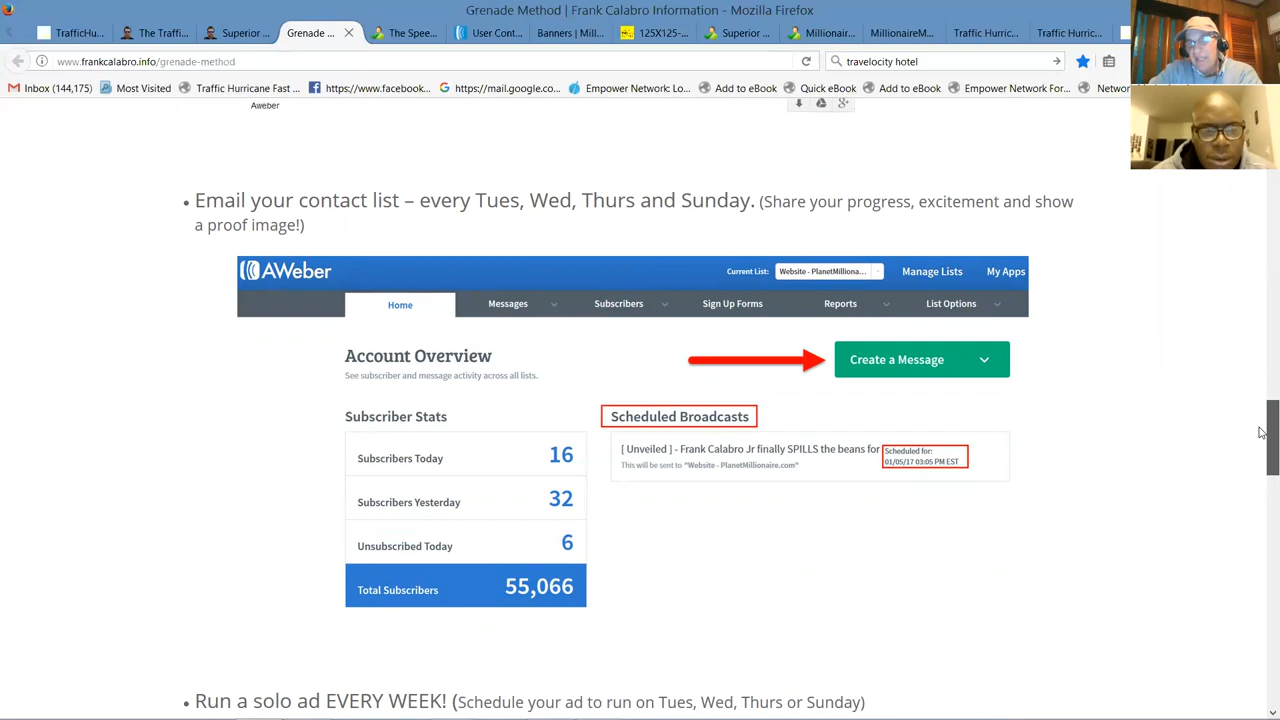 Grenade Method | Frank Calabro Information - Mozilla Firefox
TrafficHu... The Traffi... Superior ... Grenade ... The Spee... User Cont... Banners | Mill... 125X125-... Superior ... Millionair... MillionaireM... Traffic Hurri... Traffic Hurri...
www.frankcalabro.info/grenade-method travelocity hotel
Inbox (144,175) Most Visited Traffic Hurricane Fast ... https://www.facebook... https://mail.google.co... Empower Network: Lo... Add to eBook Quick eBook Add to eBook Empower Network For... Network
Aweber
• Email your contact list – every Tues, Wed, Thurs and Sunday. (Share your progress, excitement and show
a proof image!)
AWeber Current List: Website - PlanetMilliona... Manage Lists My Apps
Home Messages Subscribers Sign Up Forms Reports List Options
Account Overview
See subscriber and message activity across all lists.
Create a Message
Subscriber Stats
Subscribers Today 16
Subscribers Yesterday 32
Unsubscribed Today 6
Total Subscribers 55,066
Scheduled Broadcasts
[ Unveiled ] - Frank Calabro Jr finally SPILLS the beans for
This will be sent to "Website - PlanetMillionaire.com"
Scheduled for:
01/05/17 03:05 PM EST
• Run a solo ad EVERY WEEK! (Schedule your ad to run on Tues, Wed, Thurs or Sunday)